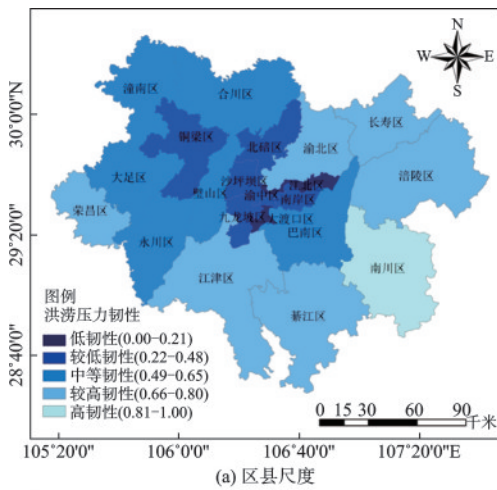 N
W
E
S
30°0'0"N
29°20'
28°40'
潼南区
合川区
铜梁区
北碚区
渝北区
长寿区
涪陵区
大足区
璧山区
沙坪坝区
渝中区
江北区
南岸区
荣昌区
九龙坡区
大渡口区
永川区
巴南区
江津区
南川区
綦江区
图例
洪涝压力韧性
低韧性(0.00-0.21)
较低韧性(0.22-0.48)
中等韧性(0.49-0.65)
较高韧性(0.66-0.80)
高韧性(0.81-1.00)
0 15 30 60 90
千米
105°20'0"
106°0'0"
106°40'0"
107°20'0"E
(a) 区县尺度